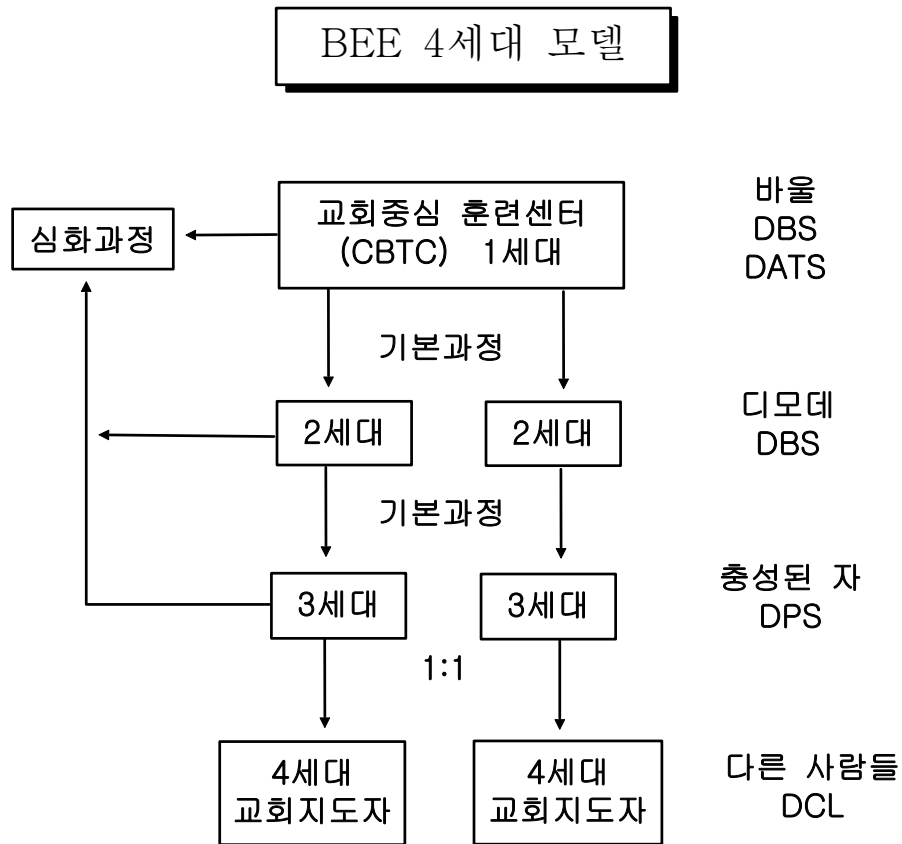 BEE 4세대 모델
교회중심 훈련센터
(CBTC) 1세대
심화과정
바울
DBS
DATS
기본과정
2세대
2세대
디모데
DBS
기본과정
3세대
3세대
충성된 자
DPS
1:1
4세대
교회지도자
4세대
교회지도자
다른 사람들
DCL